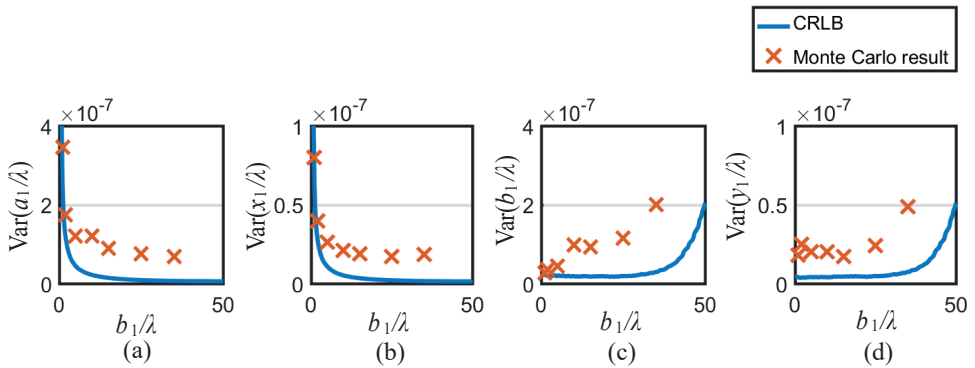 CRLB
Monte Carlo result
×10-7
4
2
0
0
50
Var(a1/λ)
b1/λ
(a)
×10-7
1
0.5
0
0
50
Var(x1/λ)
b1/λ
(b)
×10-7
4
2
0
0
50
Var(b1/λ)
b1/λ
(c)
×10-7
1
0.5
0
0
50
Var(y1/λ)
b1/λ
(d)